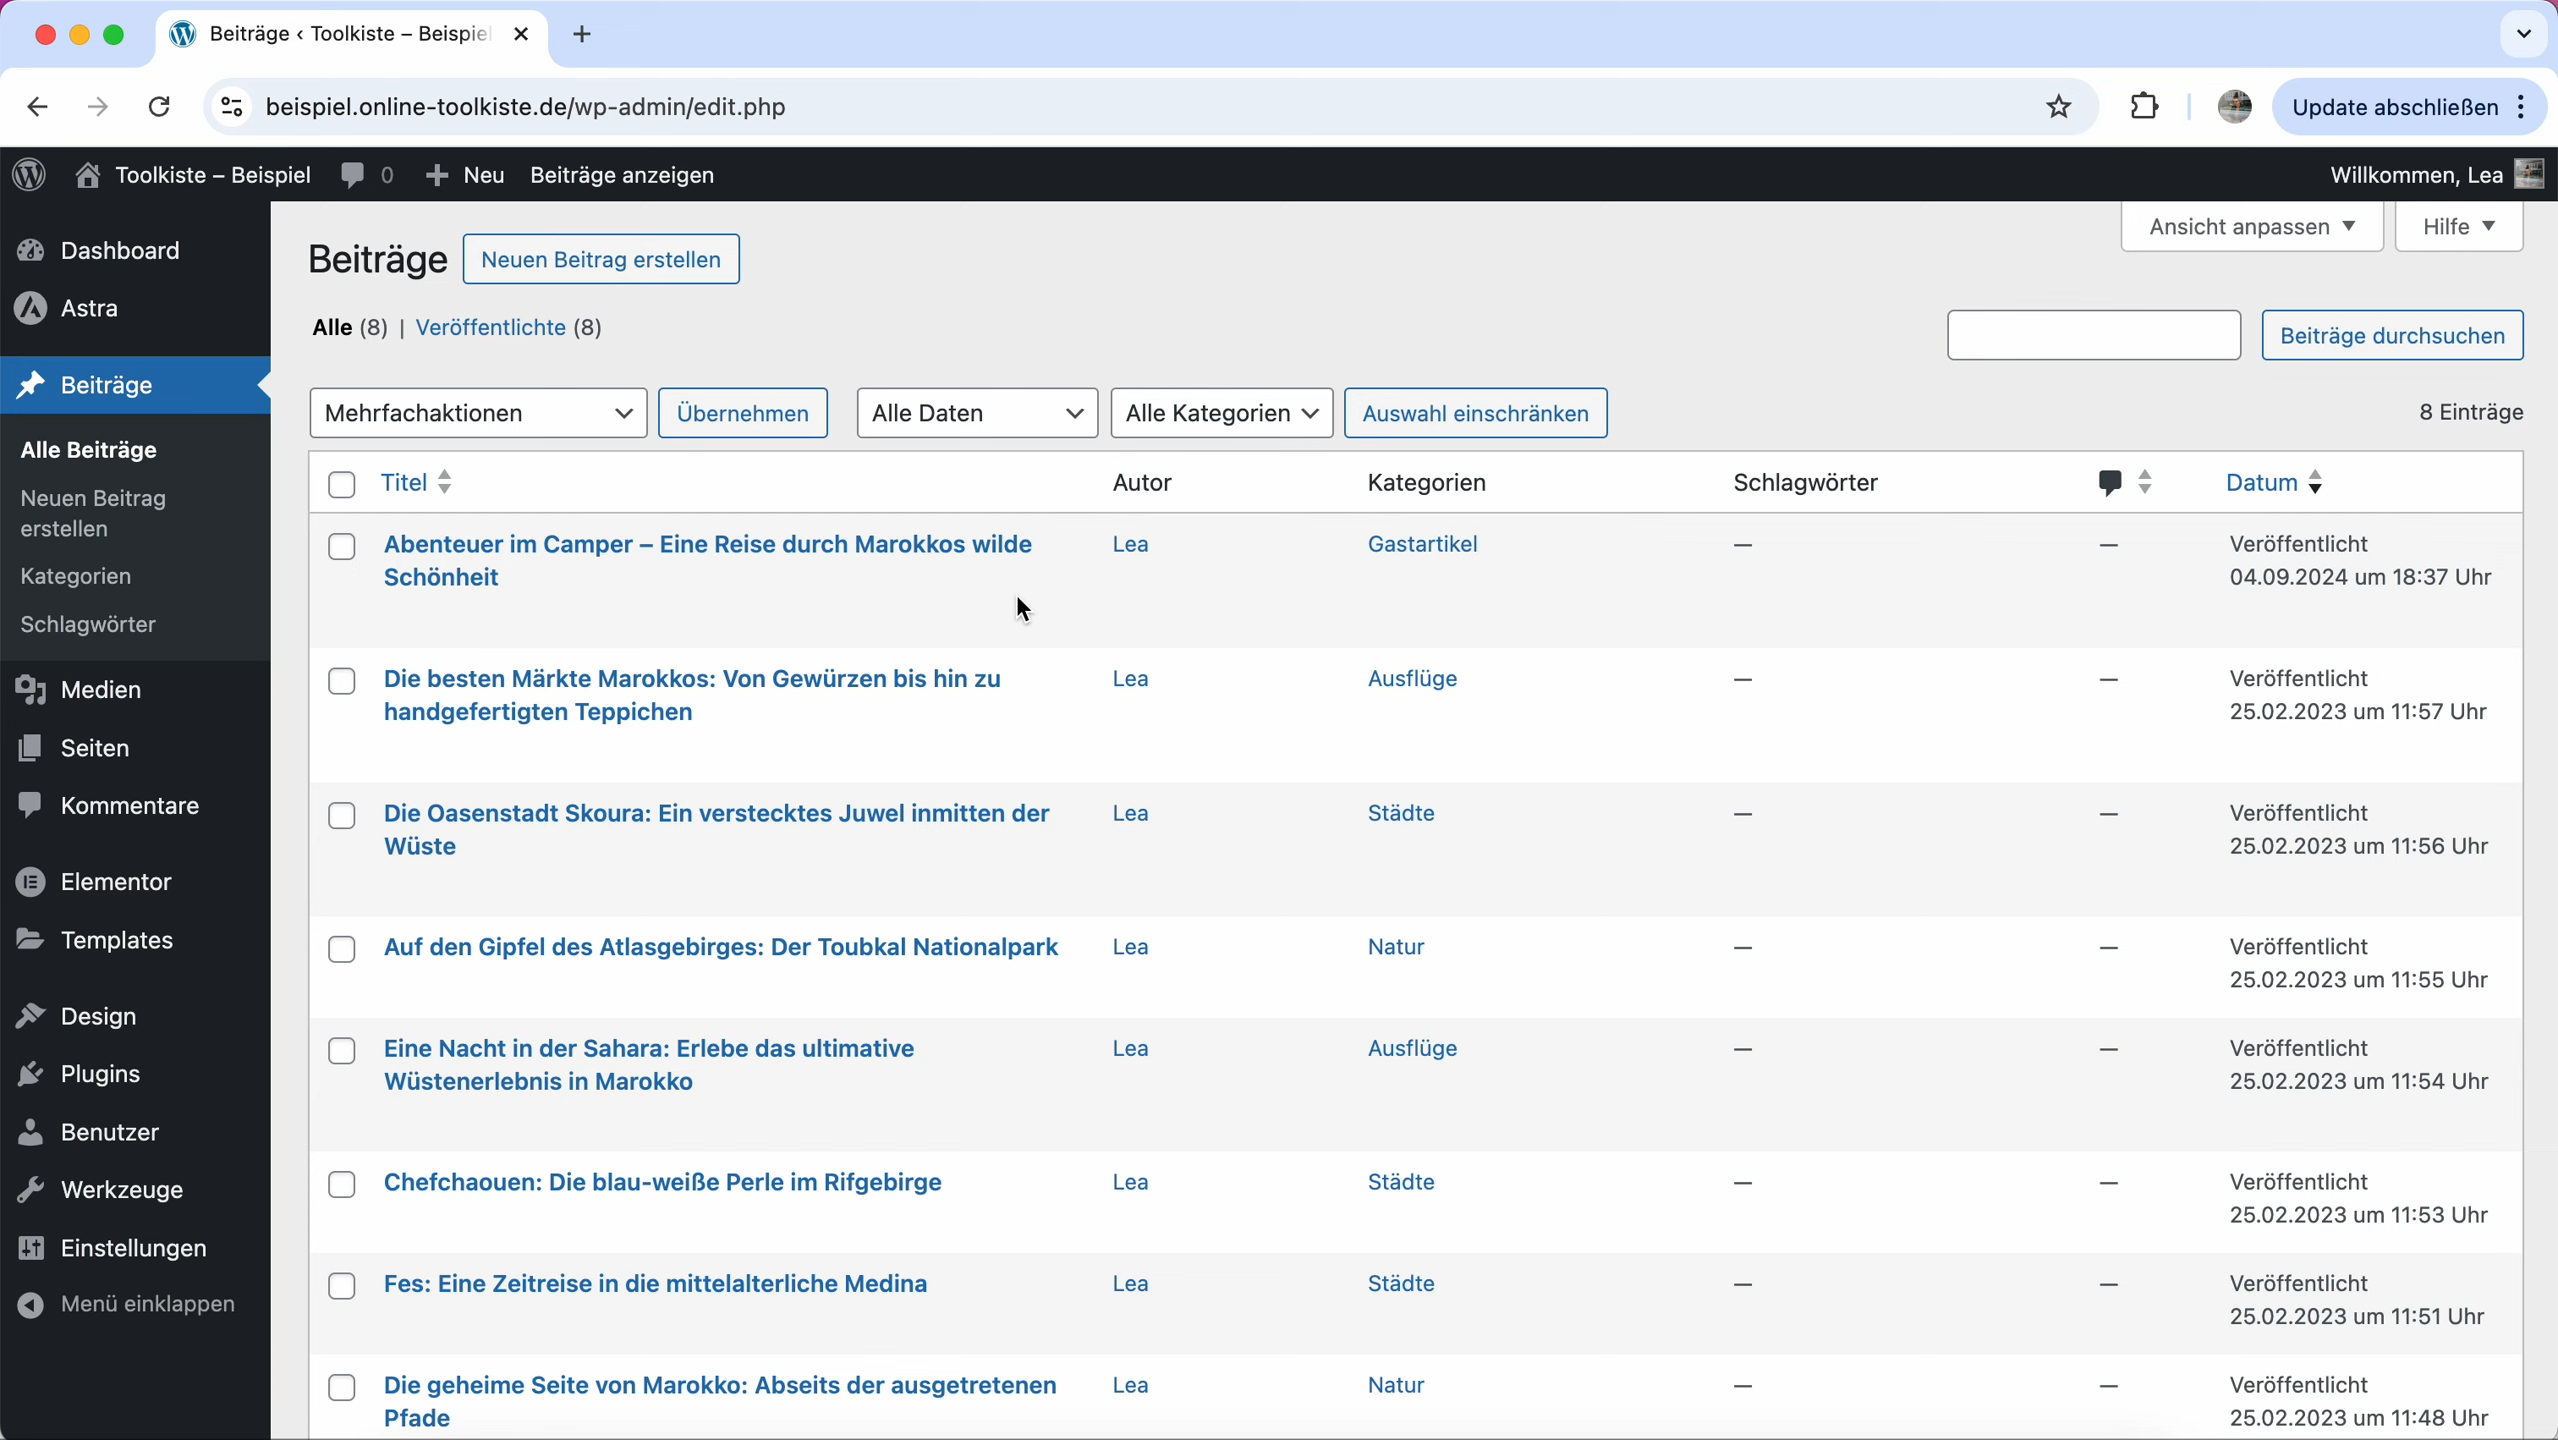 Beiträge ‹ Toolkiste – Beispiel
beispiel.online-toolkiste.de/wp-admin/edit.php
Update abschließen
Toolkiste – Beispiel 0 Neu Beiträge anzeigen Willkommen, Lea
Ansicht anpassen Hilfe
Dashboard
Astra
Beiträge
Alle Beiträge
Neuen Beitrag
erstellen
Kategorien
Schlagwörter
Medien
Seiten
Kommentare
Elementor
Templates
Design
Plugins
Benutzer
Werkzeuge
Einstellungen
Menü einklappen
Beiträge Neuen Beitrag erstellen
Alle (8) | Veröffentlichte (8)
Beiträge durchsuchen
Mehrfachaktionen Übernehmen Alle Daten Alle Kategorien Auswahl einschränken 8 Einträge
Titel Autor Kategorien Schlagwörter Datum
Abenteuer im Camper – Eine Reise durch Marokkos wilde Lea Gastartikel — — Veröffentlicht
Schönheit 04.09.2024 um 18:37 Uhr
Die besten Märkte Marokkos: Von Gewürzen bis hin zu Lea Ausflüge — — Veröffentlicht
handgefertigten Teppichen 25.02.2023 um 11:57 Uhr
Die Oasenstadt Skoura: Ein verstecktes Juwel inmitten der Lea Städte — — Veröffentlicht
Wüste 25.02.2023 um 11:56 Uhr
Auf den Gipfel des Atlasgebirges: Der Toubkal Nationalpark Lea Natur — — Veröffentlicht
25.02.2023 um 11:55 Uhr
Eine Nacht in der Sahara: Erlebe das ultimative Lea Ausflüge — — Veröffentlicht
Wüstenerlebnis in Marokko 25.02.2023 um 11:54 Uhr
Chefchaouen: Die blau-weiße Perle im Rifgebirge Lea Städte — — Veröffentlicht
25.02.2023 um 11:53 Uhr
Fes: Eine Zeitreise in die mittelalterliche Medina Lea Städte — — Veröffentlicht
25.02.2023 um 11:51 Uhr
Die geheime Seite von Marokko: Abseits der ausgetretenen Lea Natur — — Veröffentlicht
Pfade 25.02.2023 um 11:48 Uhr